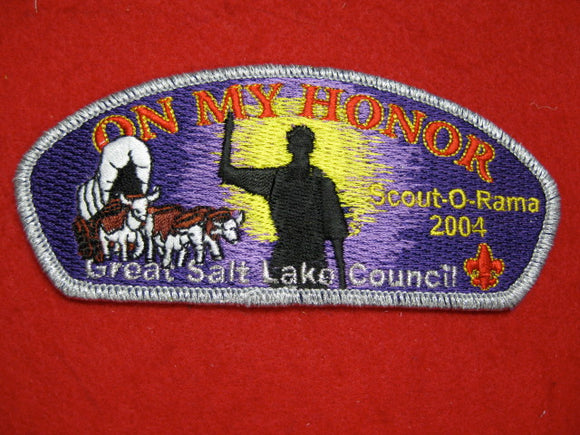 ON MY HONOR
Scout-O-Rama
2004
Great Salt Lake Council